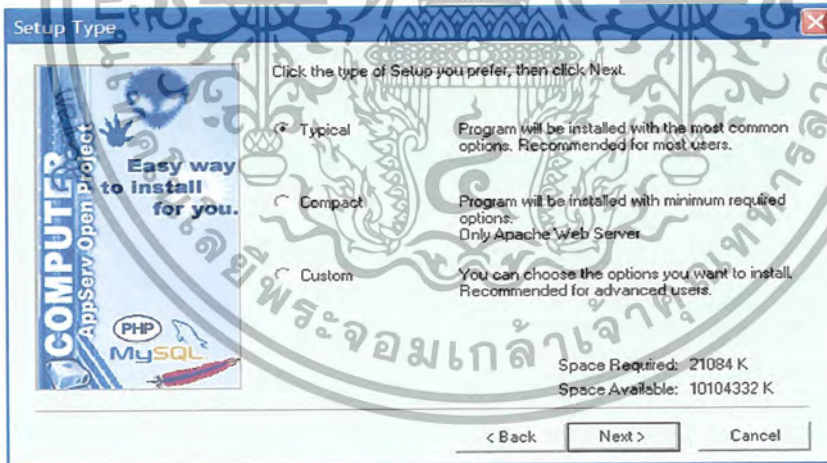 Setup Type
Click the type of Setup you prefer, then click Next.
COMPUTER
AppServ Open Project
Easy way
to install
for you.
PHP
MySQL
Typical
Program will be installed with the most common
options. Recommended for most users.
Compact
Program will be installed with minimum required
options.
Only Apache Web Server
Custom
You can choose the options you want to install.
Recommended for advanced users.
Space Required: 21084 K
Space Available: 10104332 K
< Back
Next >
Cancel